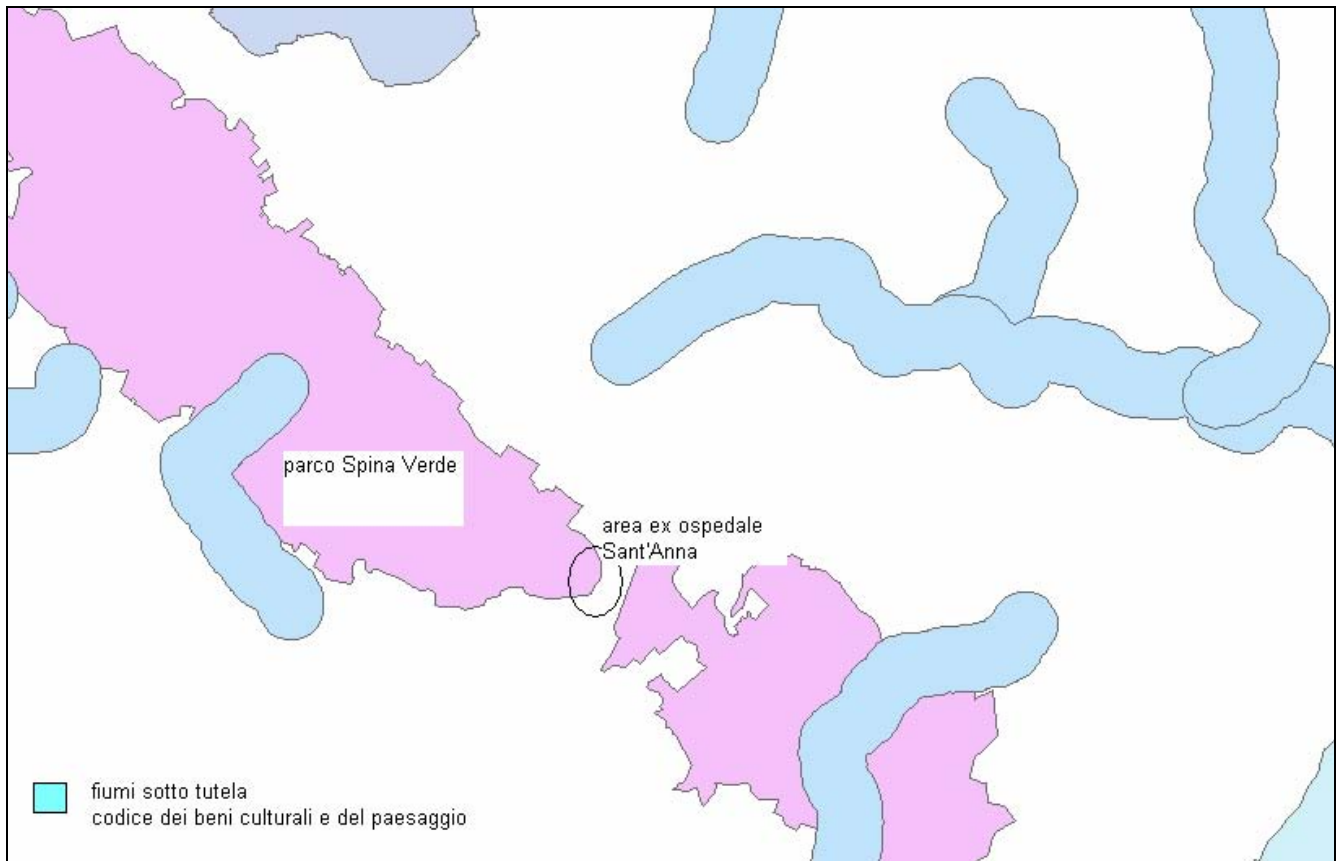 parco Spina Verde
area ex ospedale
Sant'Anna
fiumi sotto tutela
codice dei beni culturali e del paesaggio